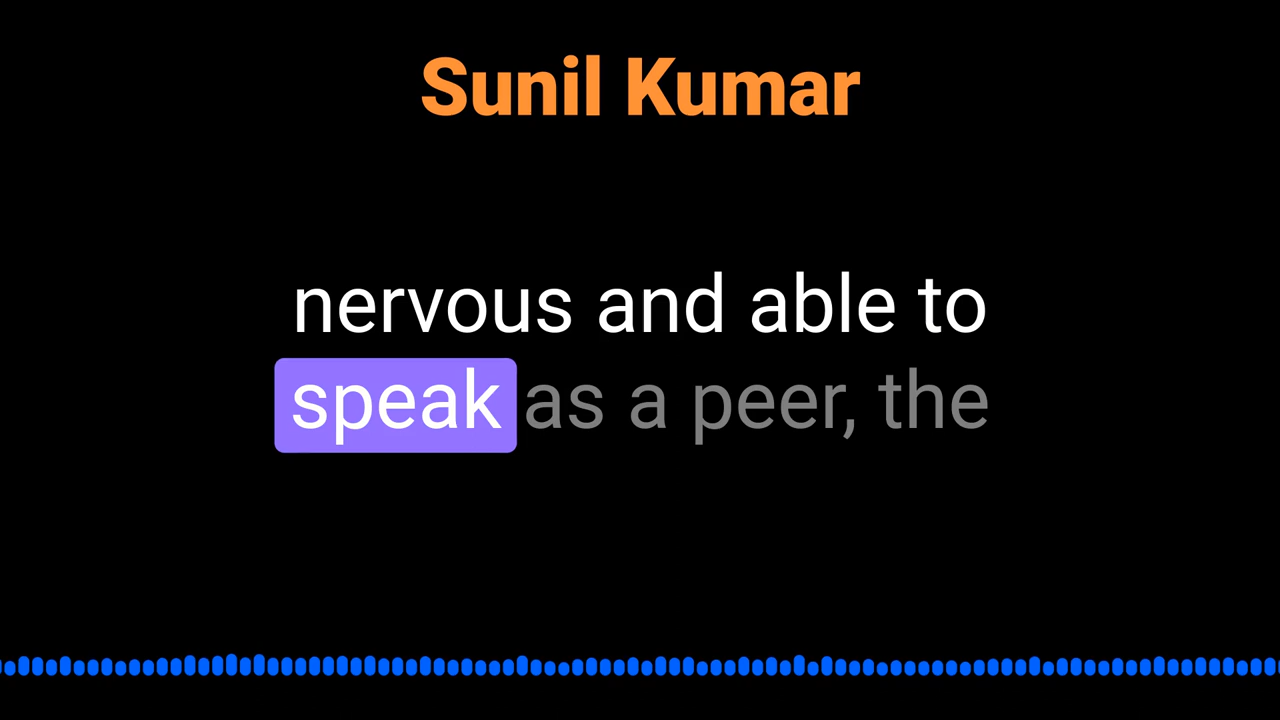 Sunil Kumar
nervous and able to
speak as a peer, the